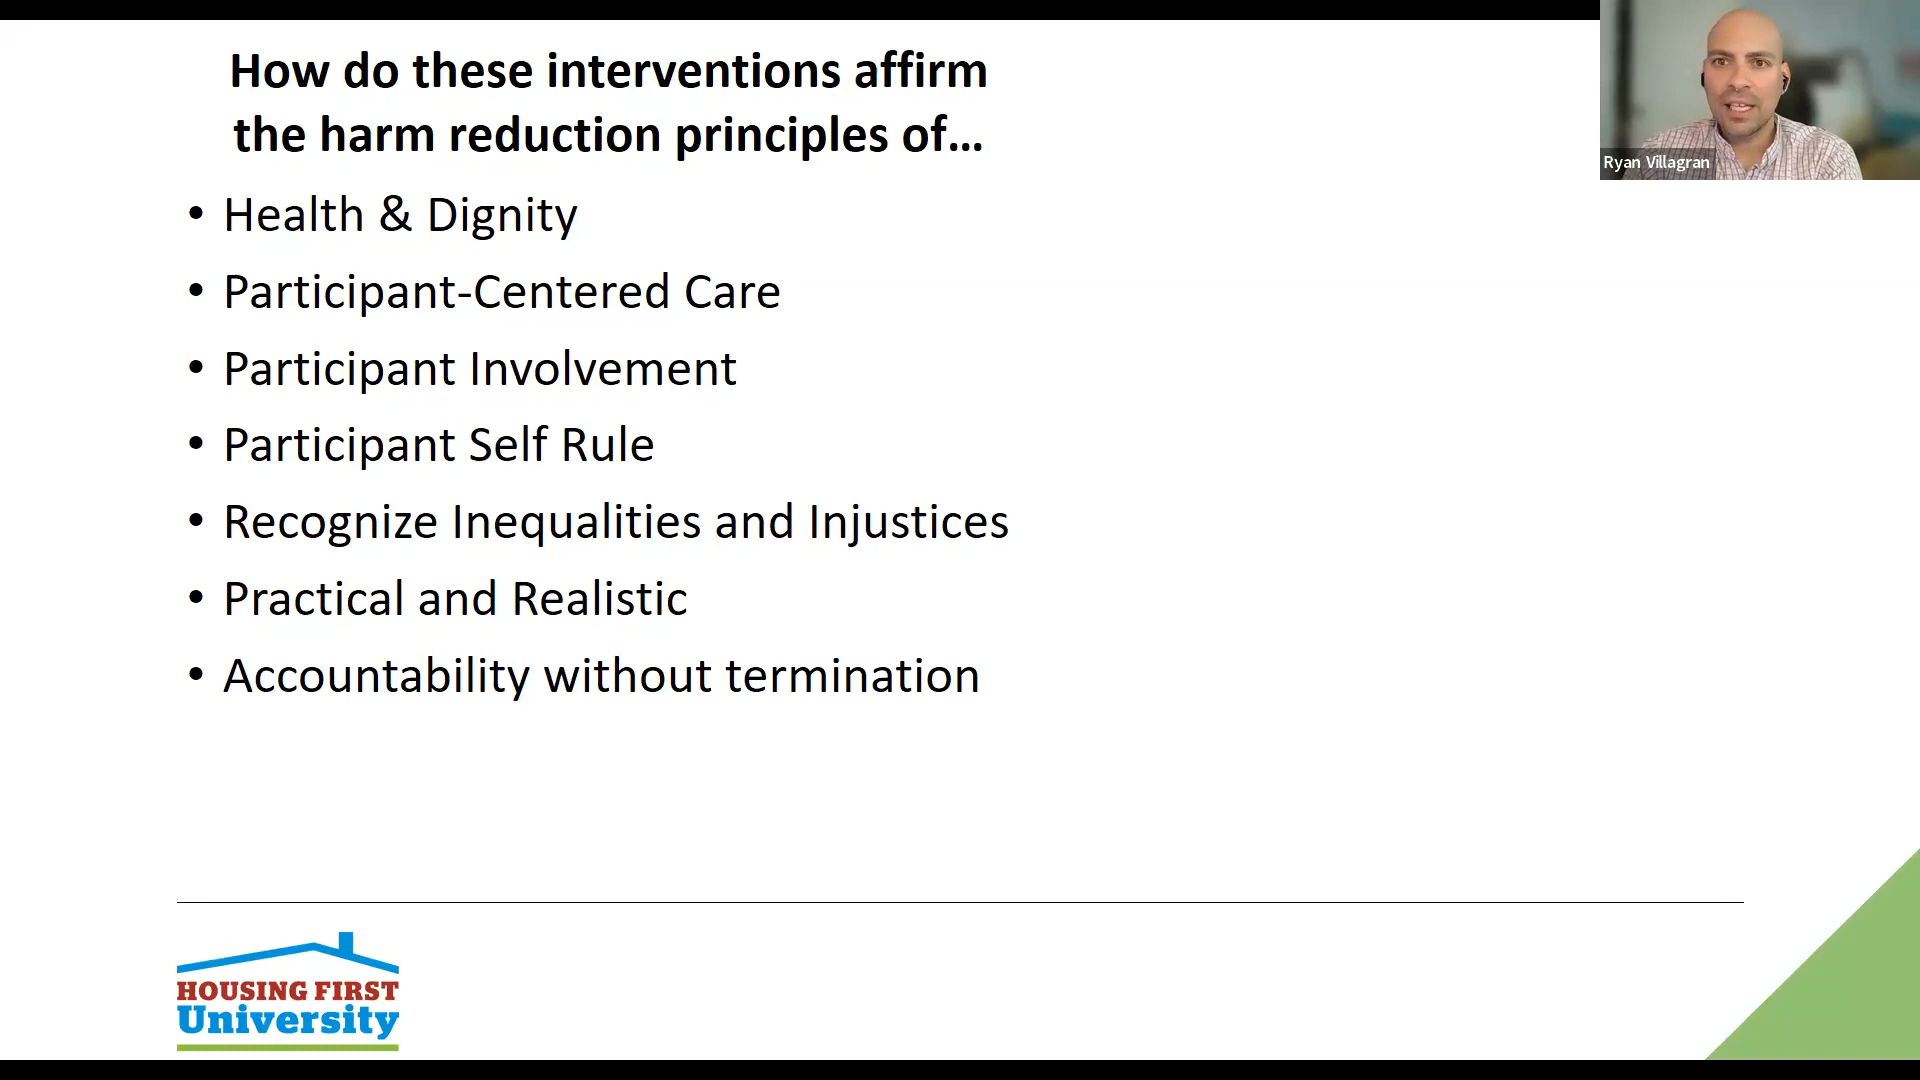 How do these interventions affirm
the harm reduction principles of…
• Health & Dignity
• Participant-Centered Care
• Participant Involvement
• Participant Self Rule
• Recognize Inequalities and Injustices
• Practical and Realistic
• Accountability without termination
Ryan Villagran
HOUSING FIRST
University